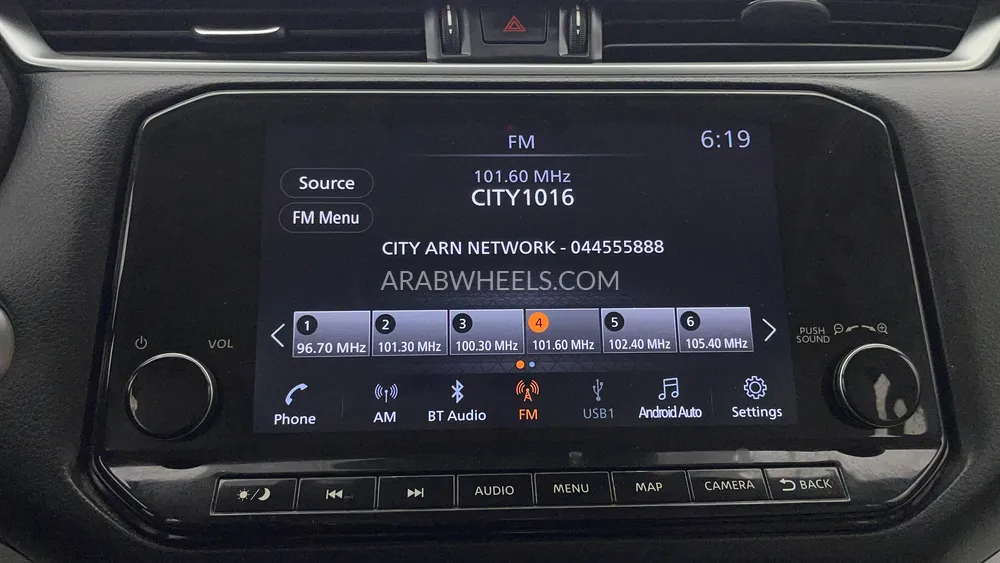 FM
6:19
101.60 MHz
Source
CITY1016
FM Menu
CITY ARN NETWORK - 044555888
ARABWHEELS.COM
1 2 3 4 5 6
96.70 MHz 101.30 MHz 100.30 MHz 101.60 MHz 102.40 MHz 105.40 MHz
VOL
PUSH
SOUND
Phone AM BT Audio FM USB1 Android Auto Settings
AUDIO MENU MAP CAMERA BACK